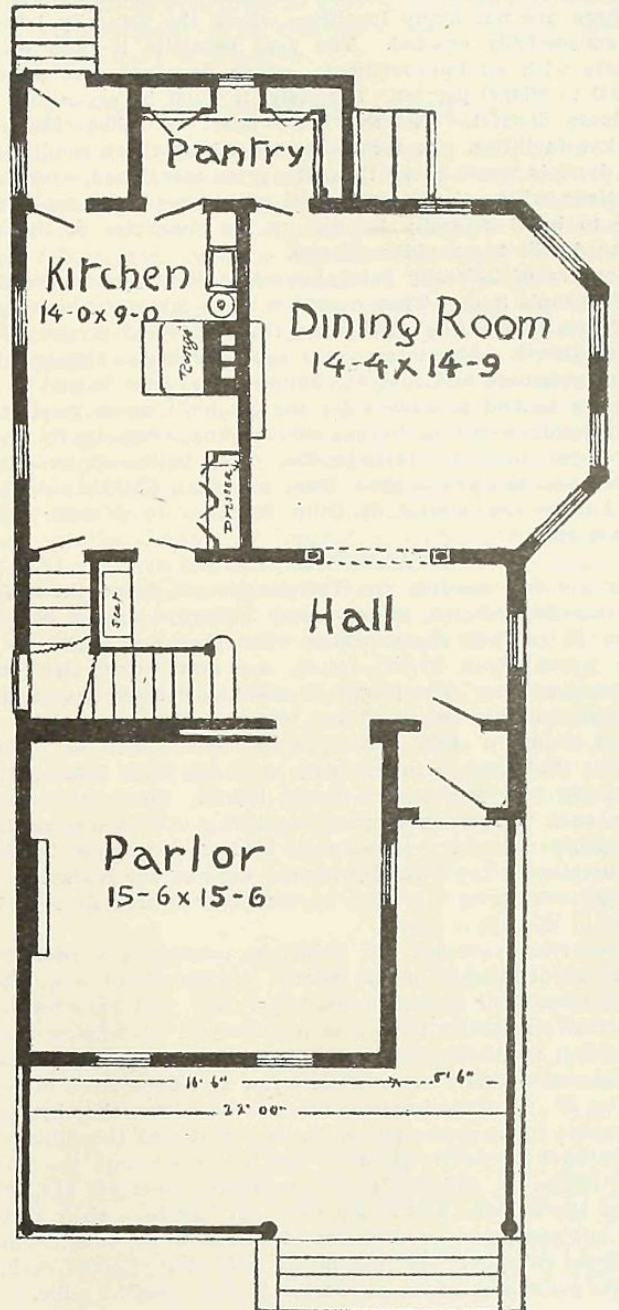 Pantry
Kitchen
14-0 x 9-0
Range
Dining Room
14-4 x 14-9
Dresser
Seat
Hall
Parlor
15-6 x 15-6
16'6"
5'6"
22'00"